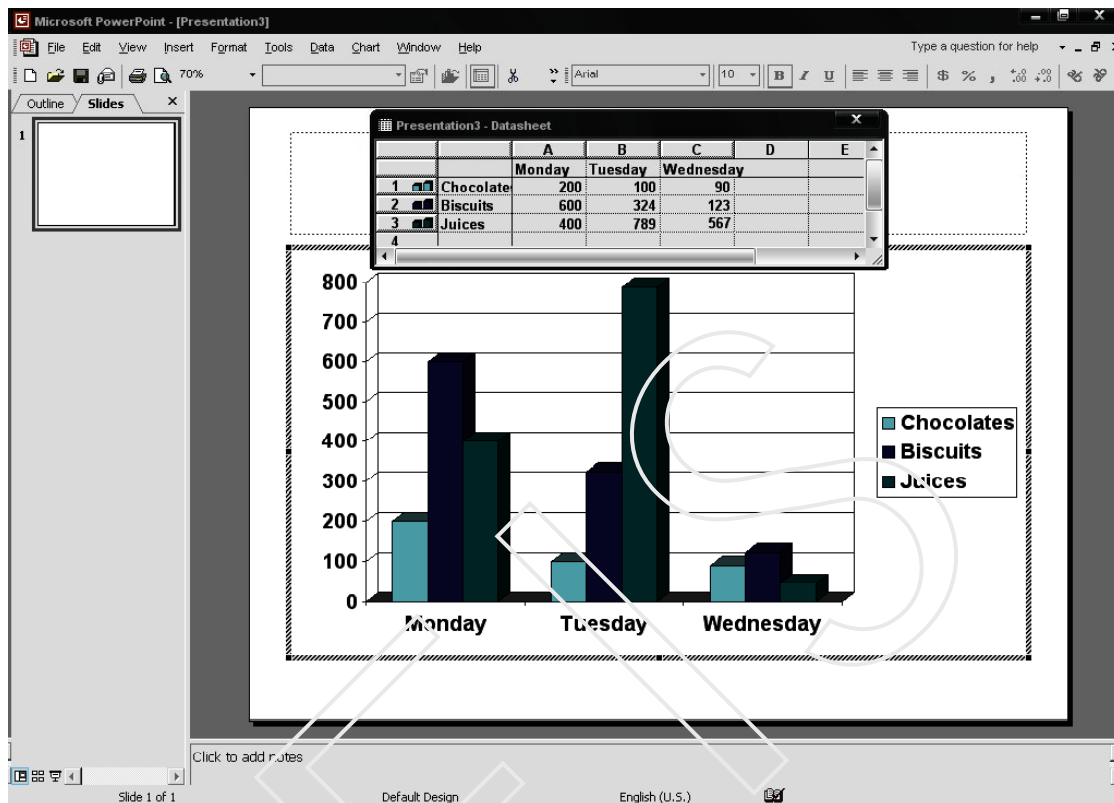 Microsoft PowerPoint - [Presentation3]
File Edit View Insert Format Tools Data Chart Window Help Type a question for help
70% Arial 10 B I U $ % ,
Outline Slides
1
Presentation3 - Datasheet
A B C D E
Monday Tuesday Wednesday
1 Chocolate 200 100 90
2 Biscuits 600 324 123
3 Juices 400 789 567
4
800
700
600
500
400
300
200
100
0
Monday Tuesday Wednesday
Chocolates
Biscuits
Juices
Click to add notes
Slide 1 of 1 Default Design English (U.S.)